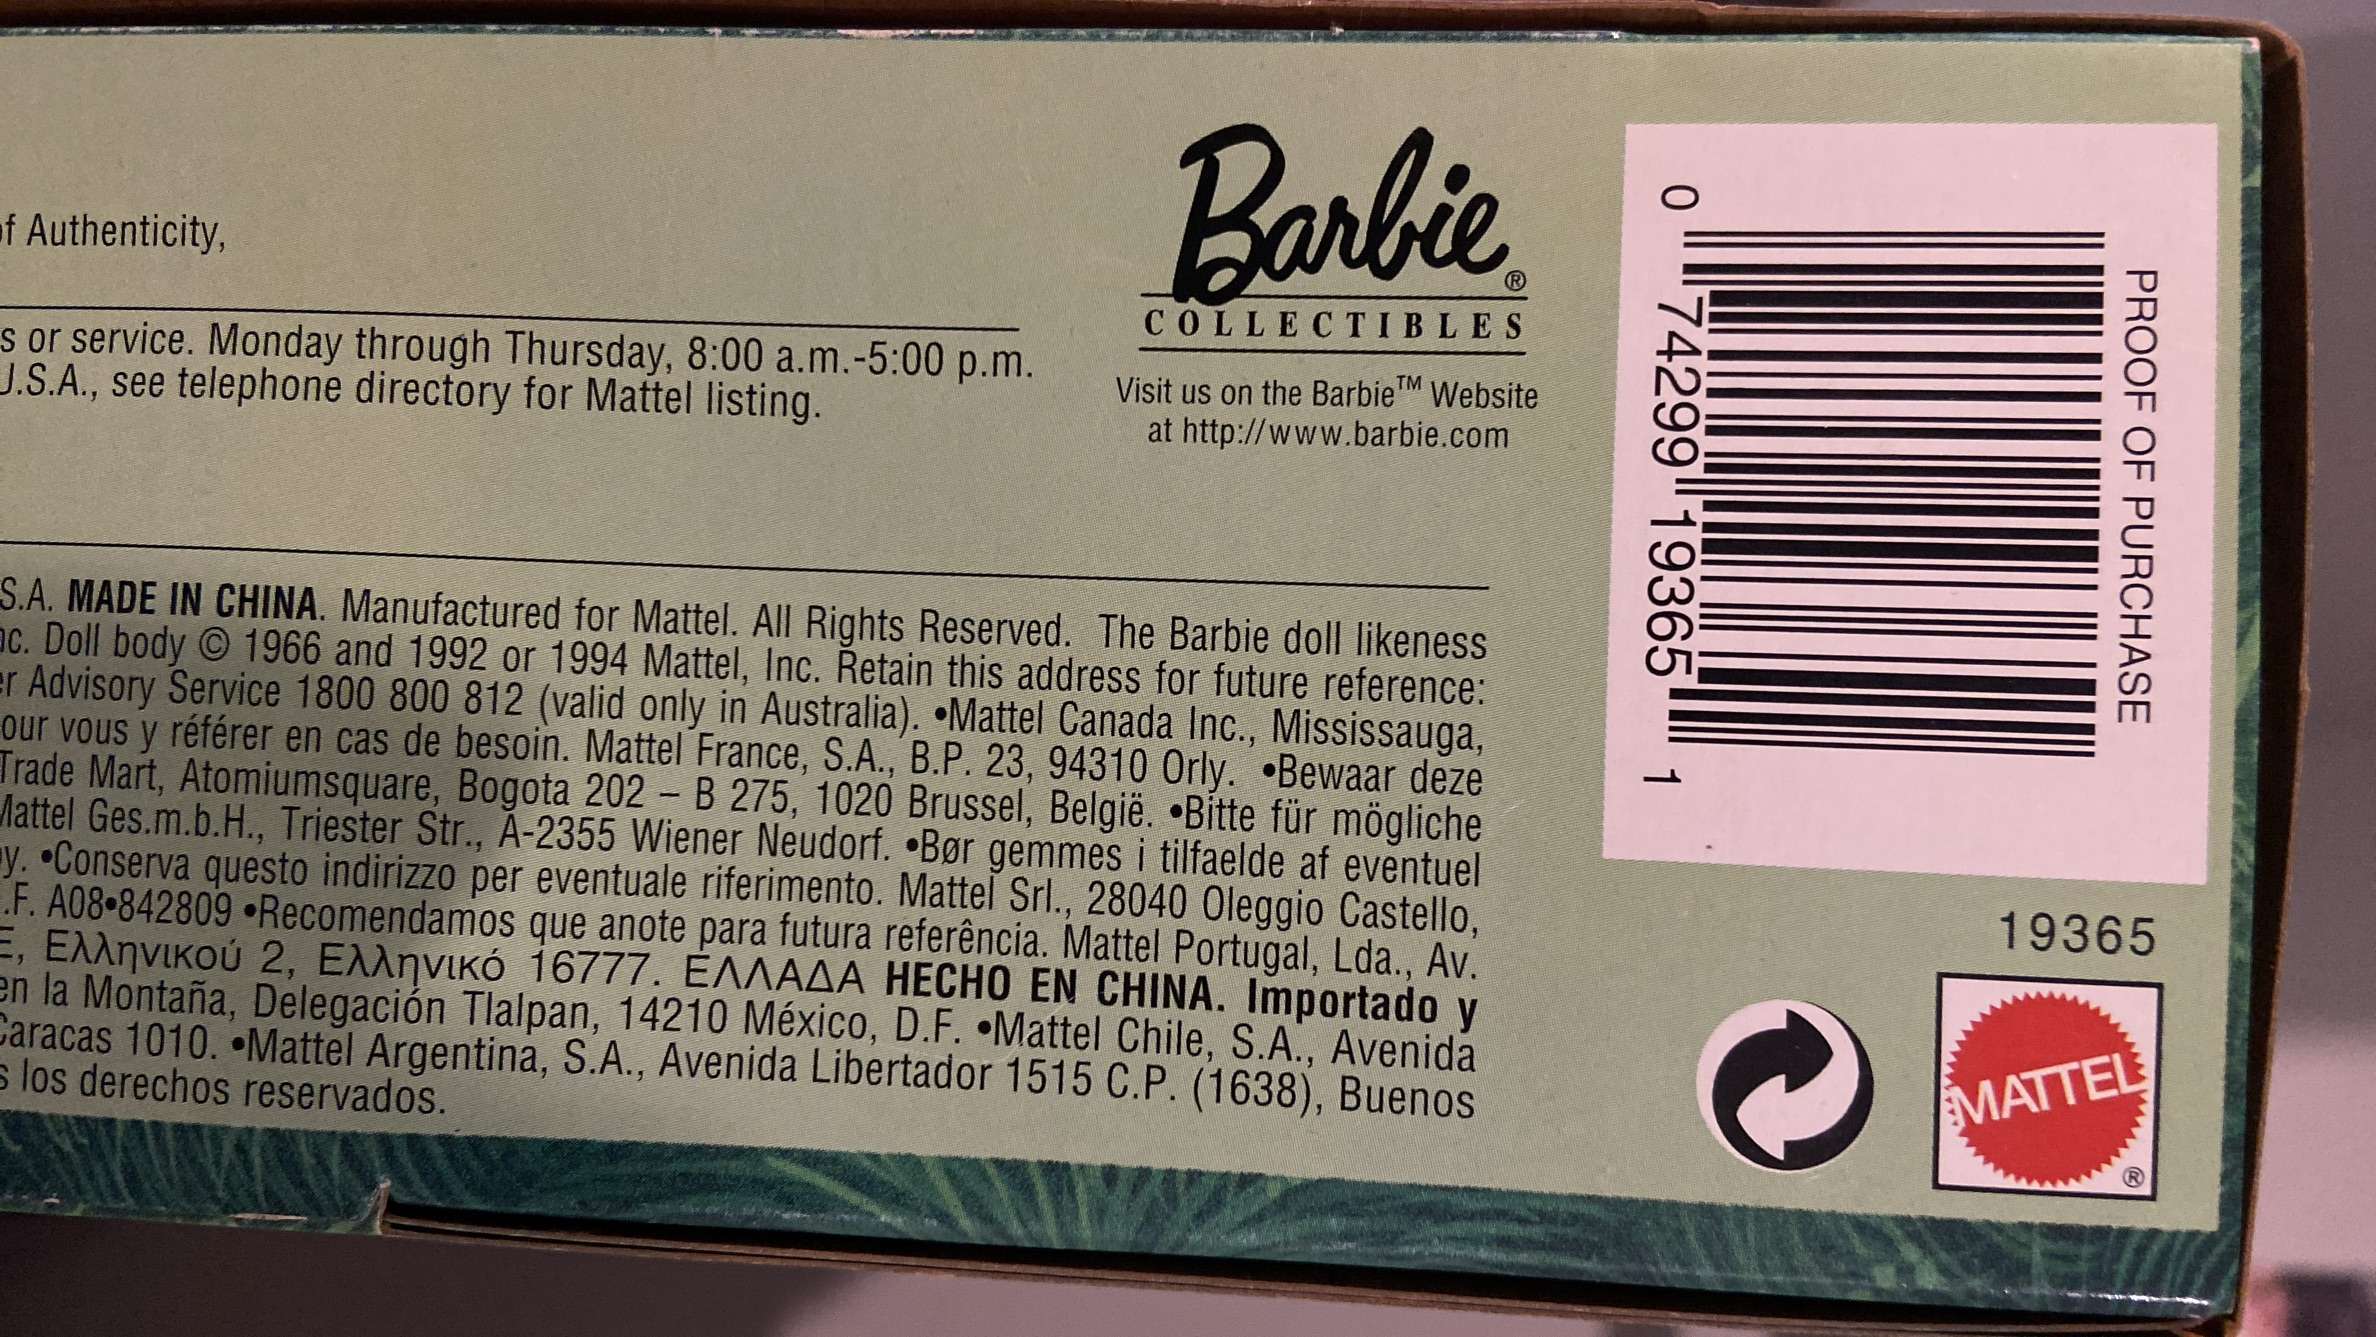 of Authenticity,
s or service. Monday through Thursday, 8:00 a.m.-5:00 p.m.
U.S.A., see telephone directory for Mattel listing.
Barbie®
COLLECTIBLES
Visit us on the Barbie™ Website
at http://www.barbie.com
S.A. MADE IN CHINA. Manufactured for Mattel. All Rights Reserved. The Barbie doll likeness
Doll body © 1966 and 1992 or 1994 Mattel, Inc. Retain this address for future reference:
Advisory Service 1800 800 812 (valid only in Australia). •Mattel Canada Inc., Mississauga,
our vous y référer en cas de besoin. Mattel France, S.A., B.P. 23, 94310 Orly. •Bewaar deze
Trade Mart, Atomiumsquare, Bogota 202 – B 275, 1020 Brussel, België. •Bitte für mögliche
Mattel Ges.m.b.H., Triester Str., A-2355 Wiener Neudorf. •Bør gemmes i tilfaelde af eventuel
y. •Conserva questo indirizzo per eventuale riferimento. Mattel Srl., 28040 Oleggio Castello,
.F. A08•842809 •Recomendamos que anote para futura referência. Mattel Portugal, Lda., Av.
Ε, Ελληνικού 2, Ελληνικό 16777. ΕΛΛΑΔΑ HECHO EN CHINA. Importado y
en la Montaña, Delegación Tlalpan, 14210 México, D.F. •Mattel Chile, S.A., Avenida
Caracas 1010. •Mattel Argentina, S.A., Avenida Libertador 1515 C.P. (1638), Buenos
s los derechos reservados.
PROOF OF PURCHASE
0 74299 19365 1
19365
MATTEL®